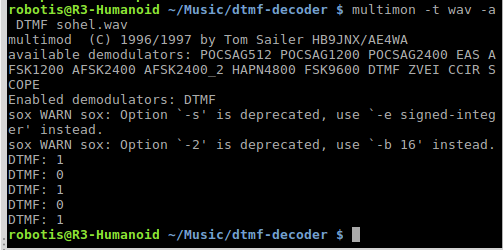 robotis@R3-Humanoid ~/Music/dtmf-decoder $ multimon -t wav -a
 DTMF sohel.wav
multimod  (C) 1996/1997 by Tom Sailer HB9JNX/AE4WA
available demodulators: POCSAG512 POCSAG1200 POCSAG2400 EAS A
FSK1200 AFSK2400 AFSK2400_2 HAPN4800 FSK9600 DTMF ZVEI CCIR S
COPE
Enabled demodulators: DTMF
sox WARN sox: Option `-s' is deprecated, use `-e signed-integ
er' instead.
sox WARN sox: Option `-2' is deprecated, use `-b 16' instead.
DTMF: 1
DTMF: 0
DTMF: 1
DTMF: 0
DTMF: 1
robotis@R3-Humanoid ~/Music/dtmf-decoder $